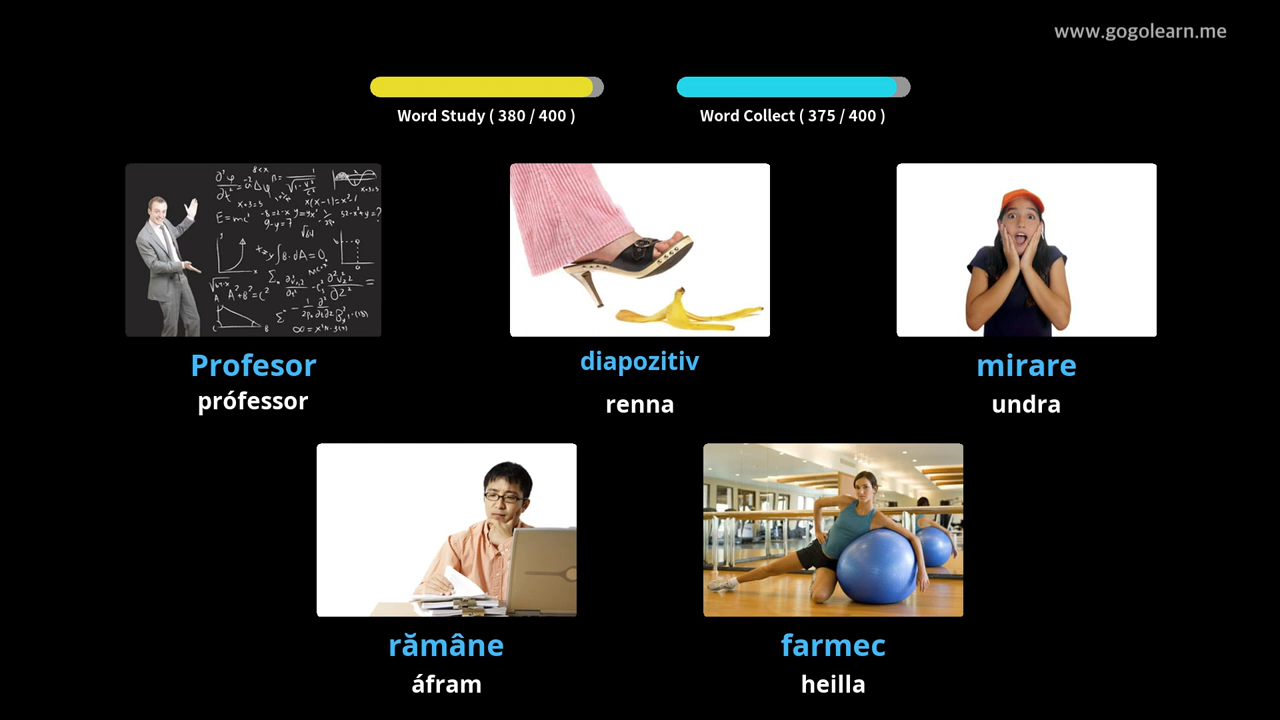 www.gogolearn.me
Word Study ( 380 / 400 )
Word Collect ( 375 / 400 )
Profesor
prófessor
diapozitiv
renna
mirare
undra
rămâne
áfram
farmec
heilla